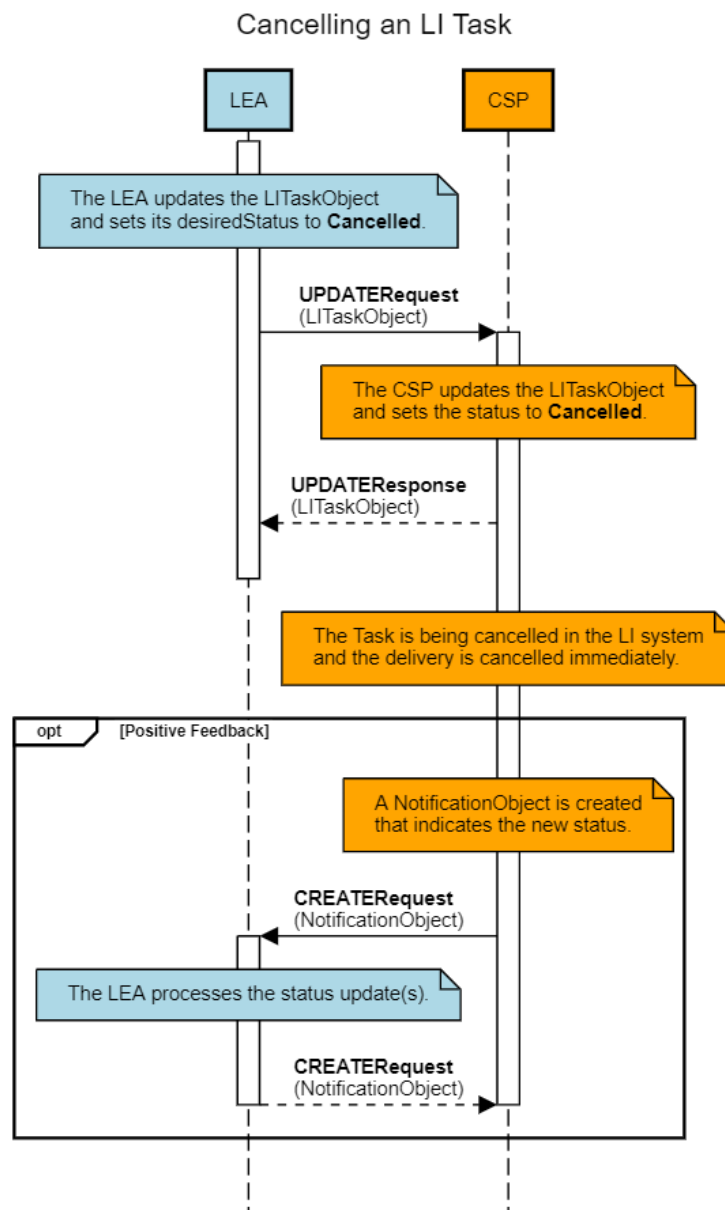 Cancelling an LI Task
LEA
CSP
The LEA updates the LITaskObject
and sets its desiredStatus to Cancelled.
UPDATERequest
(LITaskObject)
The CSP updates the LITaskObject
and sets the status to Cancelled.
UPDATEResponse
(LITaskObject)
The Task is being cancelled in the LI system
and the delivery is cancelled immediately.
opt
[Positive Feedback]
A NotificationObject is created
that indicates the new status.
CREATERequest
(NotificationObject)
The LEA processes the status update(s).
CREATERequest
(NotificationObject)